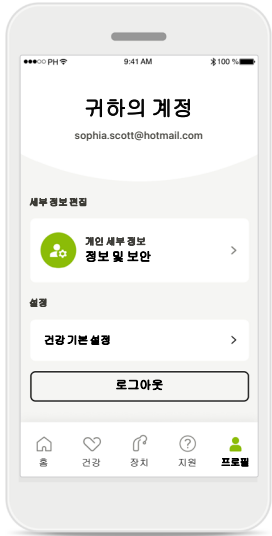 PH 9:41 AM 100 %
귀하의 계정
sophia.scott@hotmail.com
세부 정보 편집
개인 세부 정보
정보 및 보안
설정
건강 기본 설정
로그아웃
홈 건강 장치 지원 프로필